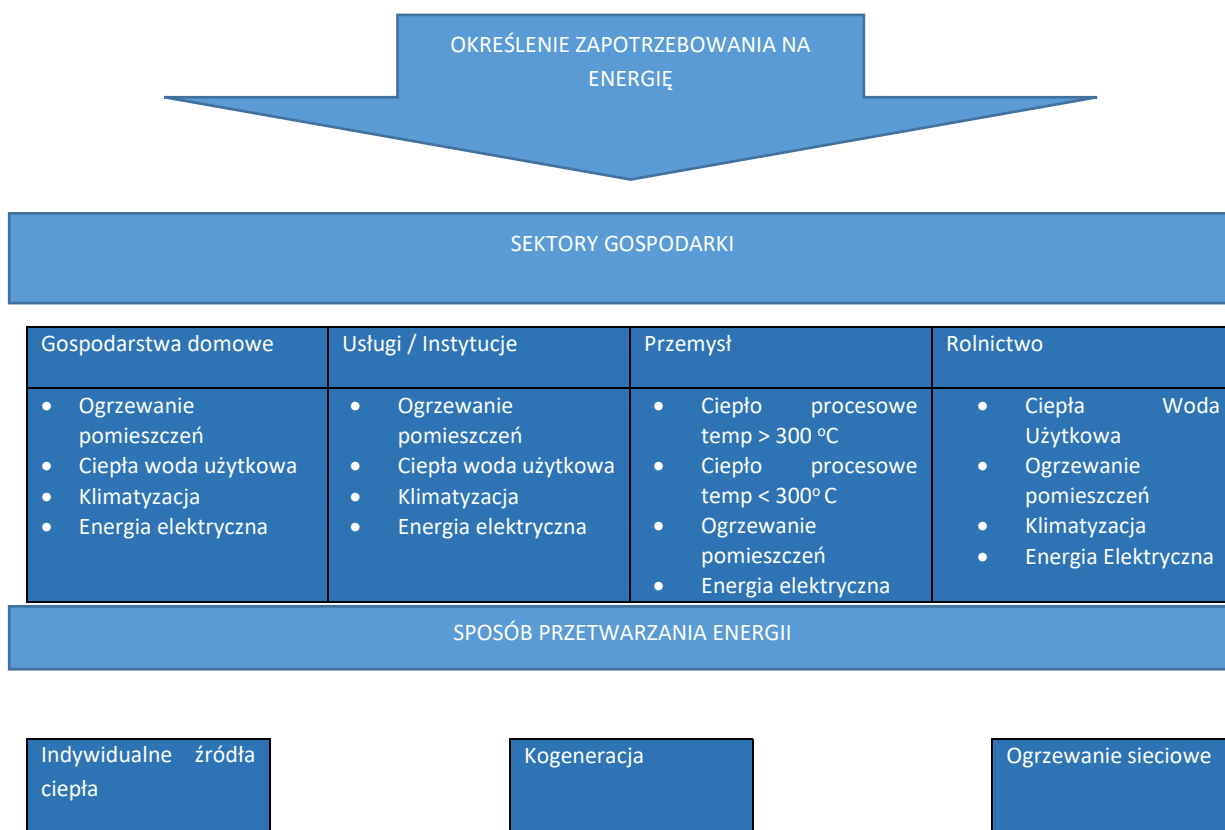 OKREŚLENIE ZAPOTRZEBOWANIA NA
ENERGIĘ
SEKTORY GOSPODARKI
Gospodarstwa domowe
• Ogrzewanie
pomieszczeń
• Ciepła woda użytkowa
• Klimatyzacja
• Energia elektryczna
Usługi / Instytucje
• Ogrzewanie
pomieszczeń
• Ciepła woda użytkowa
• Klimatyzacja
• Energia elektryczna
Przemysł
• Ciepło procesowe
temp > 300 °C
• Ciepło procesowe
temp < 300° C
• Ogrzewanie
pomieszczeń
• Energia elektryczna
Rolnictwo
• Ciepła Woda
Użytkowa
• Ogrzewanie
pomieszczeń
• Klimatyzacja
• Energia Elektryczna
SPOSÓB PRZETWARZANIA ENERGII
Indywidualne źródła
ciepła
Kogeneracja
Ogrzewanie sieciowe